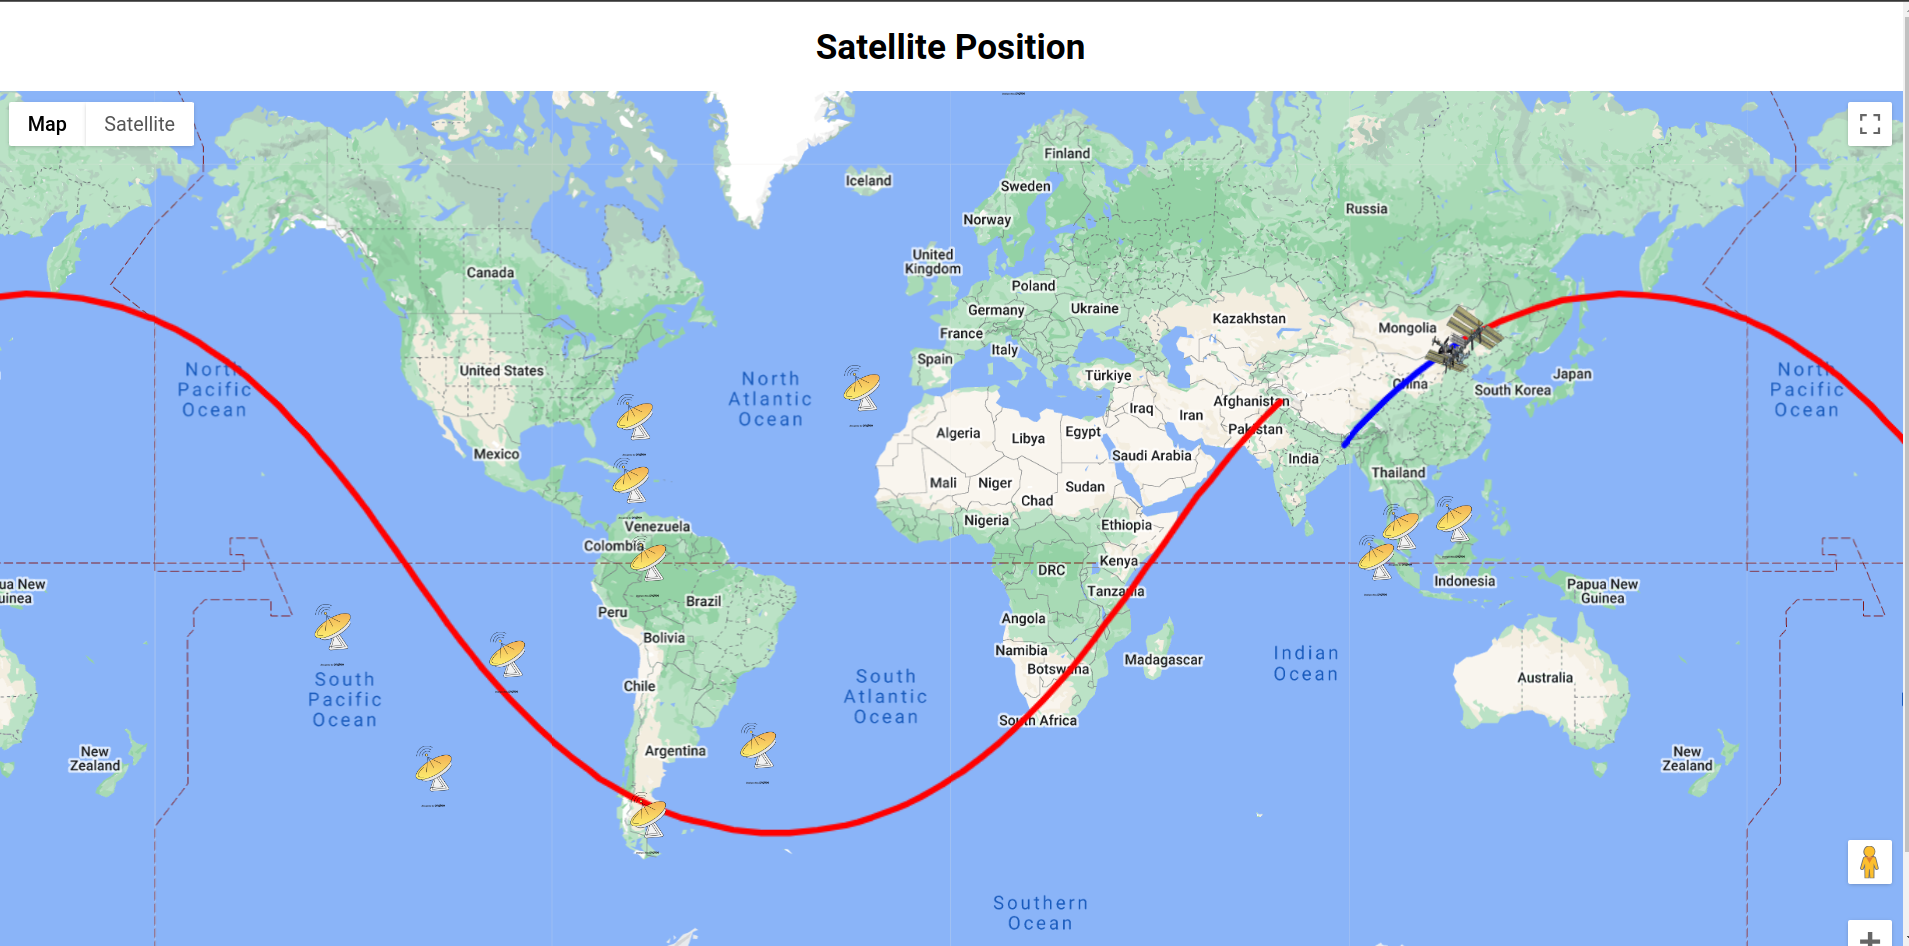 Satellite Position
Map
Satellite
Finland
Iceland
Sweden
Russia
Norway
United
Kingdom
Canada
Poland
Germany
Ukraine
Kazakhstan
Mongolia
France
Italy
Spain
United States
North
Pacific
Ocean
North
Atlantic
Ocean
Türkiye
China
South Korea
Japan
North
Pacific
Ocean
Afghanistan
Iraq
Iran
Pakistan
Algeria
Libya
Egypt
Saudi Arabia
India
Mexico
Thailand
Mali
Niger
Sudan
Chad
Nigeria
Ethiopia
Venezuela
Colombia
DRC
Kenya
Indonesia
Papua New
Guinea
ua New
uinea
Tanzania
Peru
Brazil
Angola
Bolivia
Namibia
Botswana
Madagascar
Indian
Ocean
Australia
Chile
South
Pacific
Ocean
South
Atlantic
Ocean
South Africa
Argentina
New
Zealand
New
Zealand
Southern
Ocean